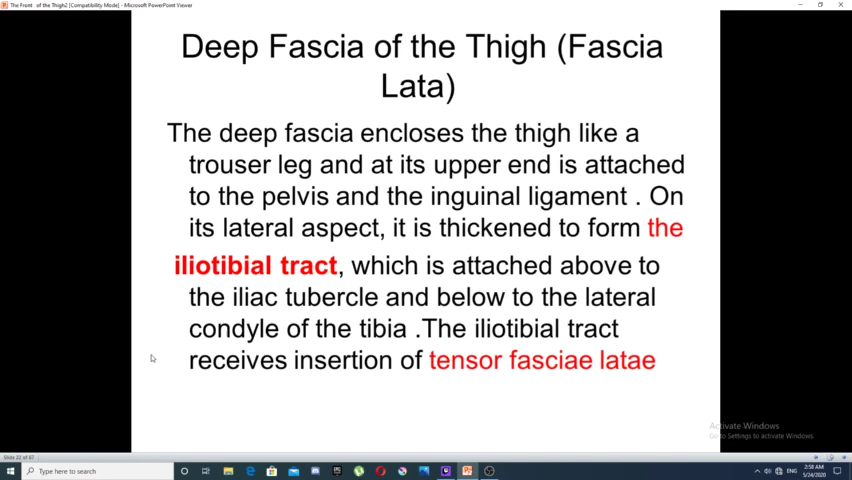 The Front of the Thigh2 [Compatibility Mode] - Microsoft PowerPoint Viewer
Deep Fascia of the Thigh (Fascia
Lata)
The deep fascia encloses the thigh like a
trouser leg and at its upper end is attached
to the pelvis and the inguinal ligament . On
its lateral aspect, it is thickened to form the
iliotibial tract, which is attached above to
the iliac tubercle and below to the lateral
condyle of the tibia .The iliotibial tract
receives insertion of tensor fasciae latae
Activate Windows
Go to Settings to activate Windows.
Slide 22 of 67
Type here to search
ENG
2:58 AM
5/24/2020